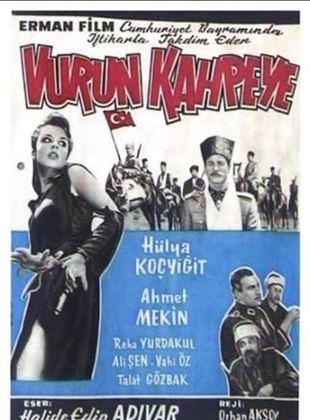 ERMAN FİLM Cumhuriyet Bayramında
İftiharla Takdim Eder
VURUN KAHPEYE
Hülya
KOÇYİĞİT
Ahmet
MEKİN
Reha YURDAKUL
Ali ŞEN - Vahi ÖZ
Talât GÖZBAK
ESER:
Halide Edip ADIVAR
REJİ:
Orhan AKSOY